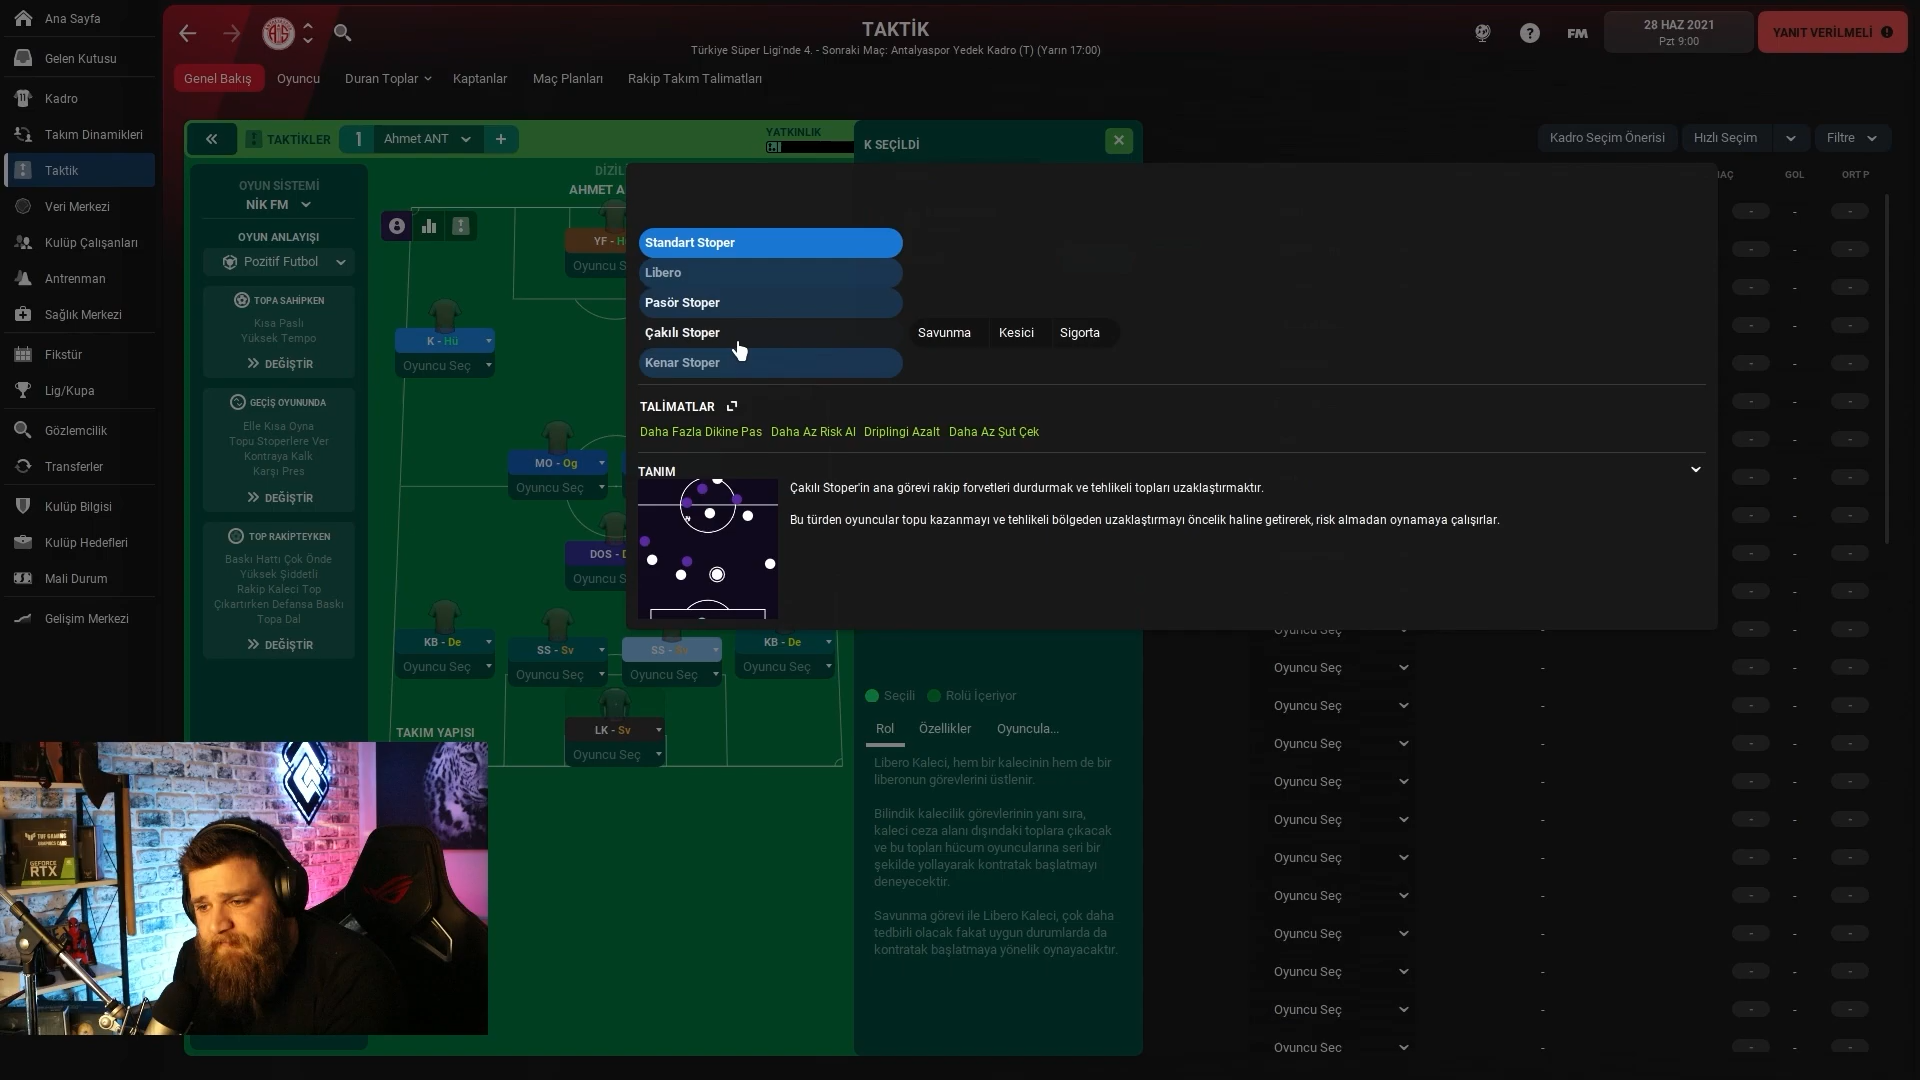 Ana Sayfa
Gelen Kutusu
Kadro
Takım Dinamikleri
Taktik
Veri Merkezi
Kulüp Çalışanları
Antrenman
Sağlık Merkezi
Fikstür
Lig/Kupa
Gözlemcilik
Transferler
Kulüp Bilgisi
Kulüp Hedefleri
Mali Durum
Gelişim Merkezi
TAKTİK
Türkiye Süper Ligi'nde 4. - Sonraki Maç: Antalyaspor Yedek Kadro (T) (Yarın 17:00)
FM
28 HAZ 2021
Pzt 9:00
YANIT VERİLMELİ
Genel Bakış
Oyuncu
Duran Toplar
Kaptanlar
Maç Planları
Rakip Takım Talimatları
TAKTİKLER
1
Ahmet ANT
YATKINLIK
K SEÇİLDİ
Kadro Seçim Önerisi
Hızlı Seçim
Filtre
GOL
ORT P
OYUN SİSTEMİ
NİK FM
OYUN ANLAYIŞI
Pozitif Futbol
TOPA SAHİPKEN
Kısa Paslı
Yüksek Tempo
DEĞİŞTİR
GEÇİŞ OYUNUNDA
Elle Kısa Oyna
Topu Stoperlere Ver
Kontraya Kalk
Karşı Pres
DEĞİŞTİR
TOP RAKİPTEYKEN
Baskı Hattı Çok Önde
Yüksek Şiddetli
Rakip Kaleci Top
Çıkartırken Defansa Baskı
Topa Dal
DEĞİŞTİR
DİZİL
AHMET A
YF - H
Oyuncu S
K - Hü
Oyuncu Seç
MO - Og
Oyuncu Seç
DOS -
Oyuncu S
KB - De
Oyuncu Seç
SS - Sv
Oyuncu Seç
SS - Sv
Oyuncu Seç
KB - De
Oyuncu Seç
LK - Sv
Oyuncu Seç
TAKIM YAPISI
Standart Stoper
Libero
Pasör Stoper
Çakılı Stoper
Savunma
Kesici
Sigorta
Kenar Stoper
TALİMATLAR
Daha Fazla Dikine Pas
Daha Az Risk Al
Driplingi Azalt
Daha Az Şut Çek
TANIM
Çakılı Stoper'in ana görevi rakip forvetleri durdurmak ve tehlikeli topları uzaklaştırmaktır.
Bu türden oyuncular topu kazanmayı ve tehlikeli bölgeden uzaklaştırmayı öncelik haline getirerek, risk almadan oynamaya çalışırlar.
Seçili
Rolü İçeriyor
Rol
Özellikler
Oyuncula...
Libero Kaleci, hem bir kalecinin hem de bir
liberonun görevlerini üstlenir.
Bilindik kalecilik görevlerinin yanı sıra,
kaleci ceza alanı dışındaki toplara çıkacak
ve bu topları hücum oyuncularına seri bir
şekilde yollayarak kontratak başlatmayı
deneyecektir.
Savunma görevi ile Libero Kaleci, çok daha
tedbirli olacak fakat uygun durumlarda da
kontratak başlatmaya yönelik oynayacaktır.
Oyuncu Seç
Oyuncu Seç
Oyuncu Seç
Oyuncu Seç
Oyuncu Seç
Oyuncu Seç
Oyuncu Seç
Oyuncu Seç
Oyuncu Seç
Oyuncu Seç
Oyuncu Seç
Oyuncu Seç
TUF GAMING
GEFORCE
RTX